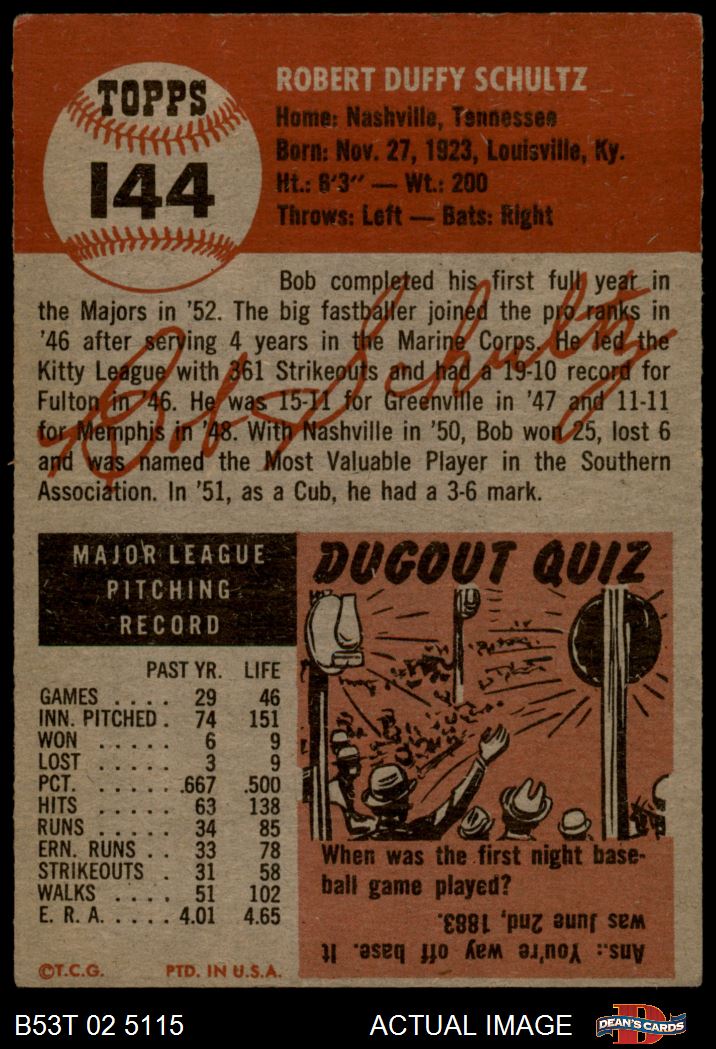 TOPPS
144
ROBERT DUFFY SCHULTZ
Home: Nashville, Tennessee
Born: Nov. 27, 1923, Louisville, Ky.
Ht.: 6'3" — Wt.: 200
Throws: Left — Bats: Right
Bob completed his first full year in
the Majors in '52. The big fastballer joined the pro ranks in
'46 after serving 4 years in the Marine Corps. He led the
Kitty League with 361 Strikeouts and had a 19-10 record for
Fulton in '46. He was 15-11 for Greenville in '47 and 11-11
for Memphis in '48. With Nashville in '50, Bob won 25, lost 6
and was named the Most Valuable Player in the Southern
Association. In '51, as a Cub, he had a 3-6 mark.
Bob Schultz
MAJOR LEAGUE
PITCHING
RECORD
PAST YR. LIFE
GAMES . . . . 29 46
INN. PITCHED . 74 151
WON . . . . . 6 9
LOST . . . . . 3 9
PCT. . . . . . .667 .500
HITS . . . . . 63 138
RUNS . . . . 34 85
ERN. RUNS . . 33 78
STRIKEOUTS . 31 58
WALKS . . . . 51 102
E. R. A. . . . . 4.01 4.65
©T.C.G. PTD. IN U.S.A.
DUGOUT QUIZ
When was the first night base-
ball game played?
Ans.: You're way off base. It
was June 2nd, 1883.
B53T 02 5115
ACTUAL IMAGE
D
DEAN'S CARDS